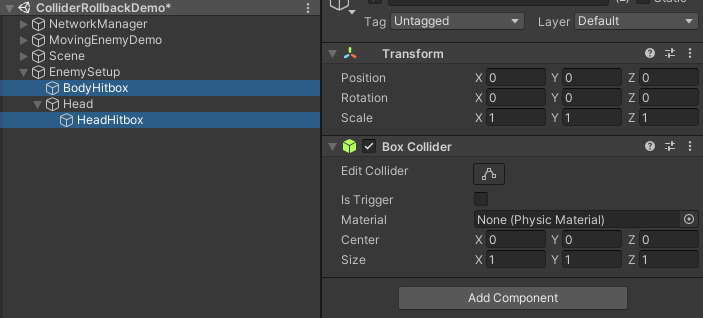 ColliderRollbackDemo*
NetworkManager
MovingEnemyDemo
Scene
EnemySetup
BodyHitbox
Head
HeadHitbox
Tag Untagged Layer Default
Transform
Position X 0 Y 0 Z 0
Rotation X 0 Y 0 Z 0
Scale X 1 Y 1 Z 1
Box Collider
Edit Collider
Is Trigger
Material None (Physic Material)
Center X 0 Y 0 Z 0
Size X 1 Y 1 Z 1
Add Component